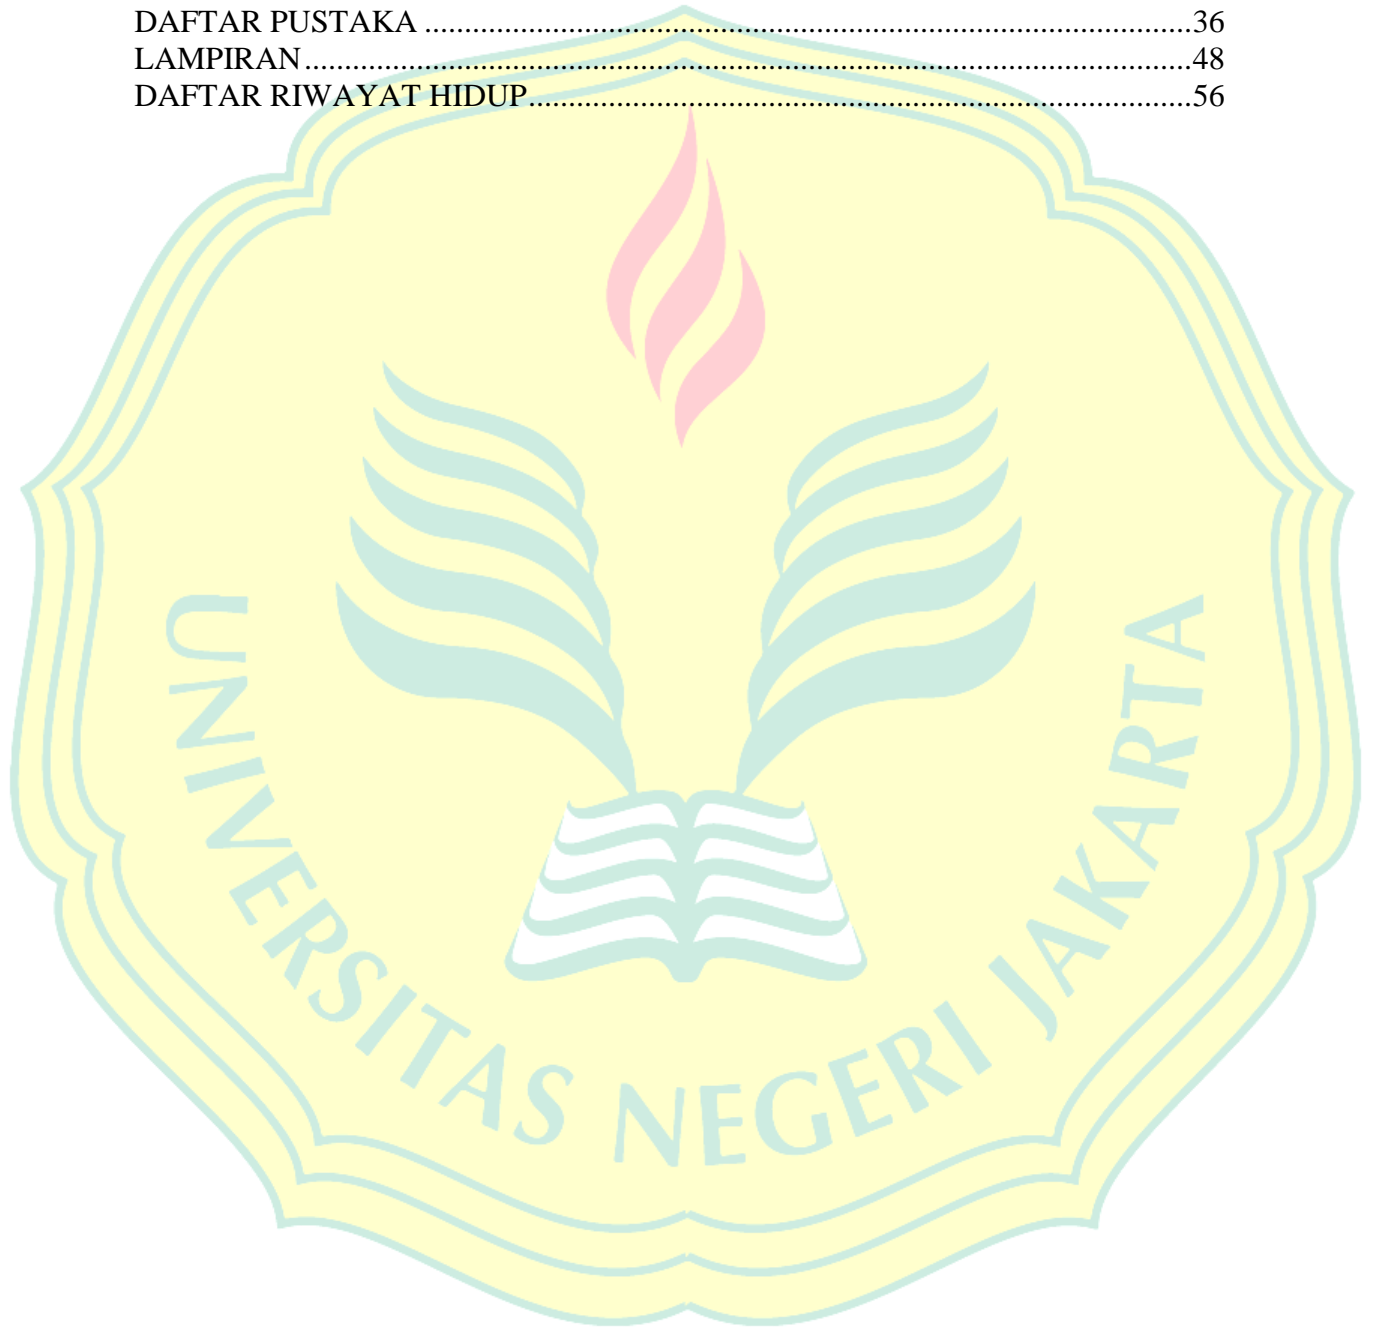 DAFTAR PUSTAKA ................................................................................................36
LAMPIRAN...............................................................................................................48
DAFTAR RIWAYAT HIDUP...................................................................................56
UNIVERSITAS NEGERI JAKARTA